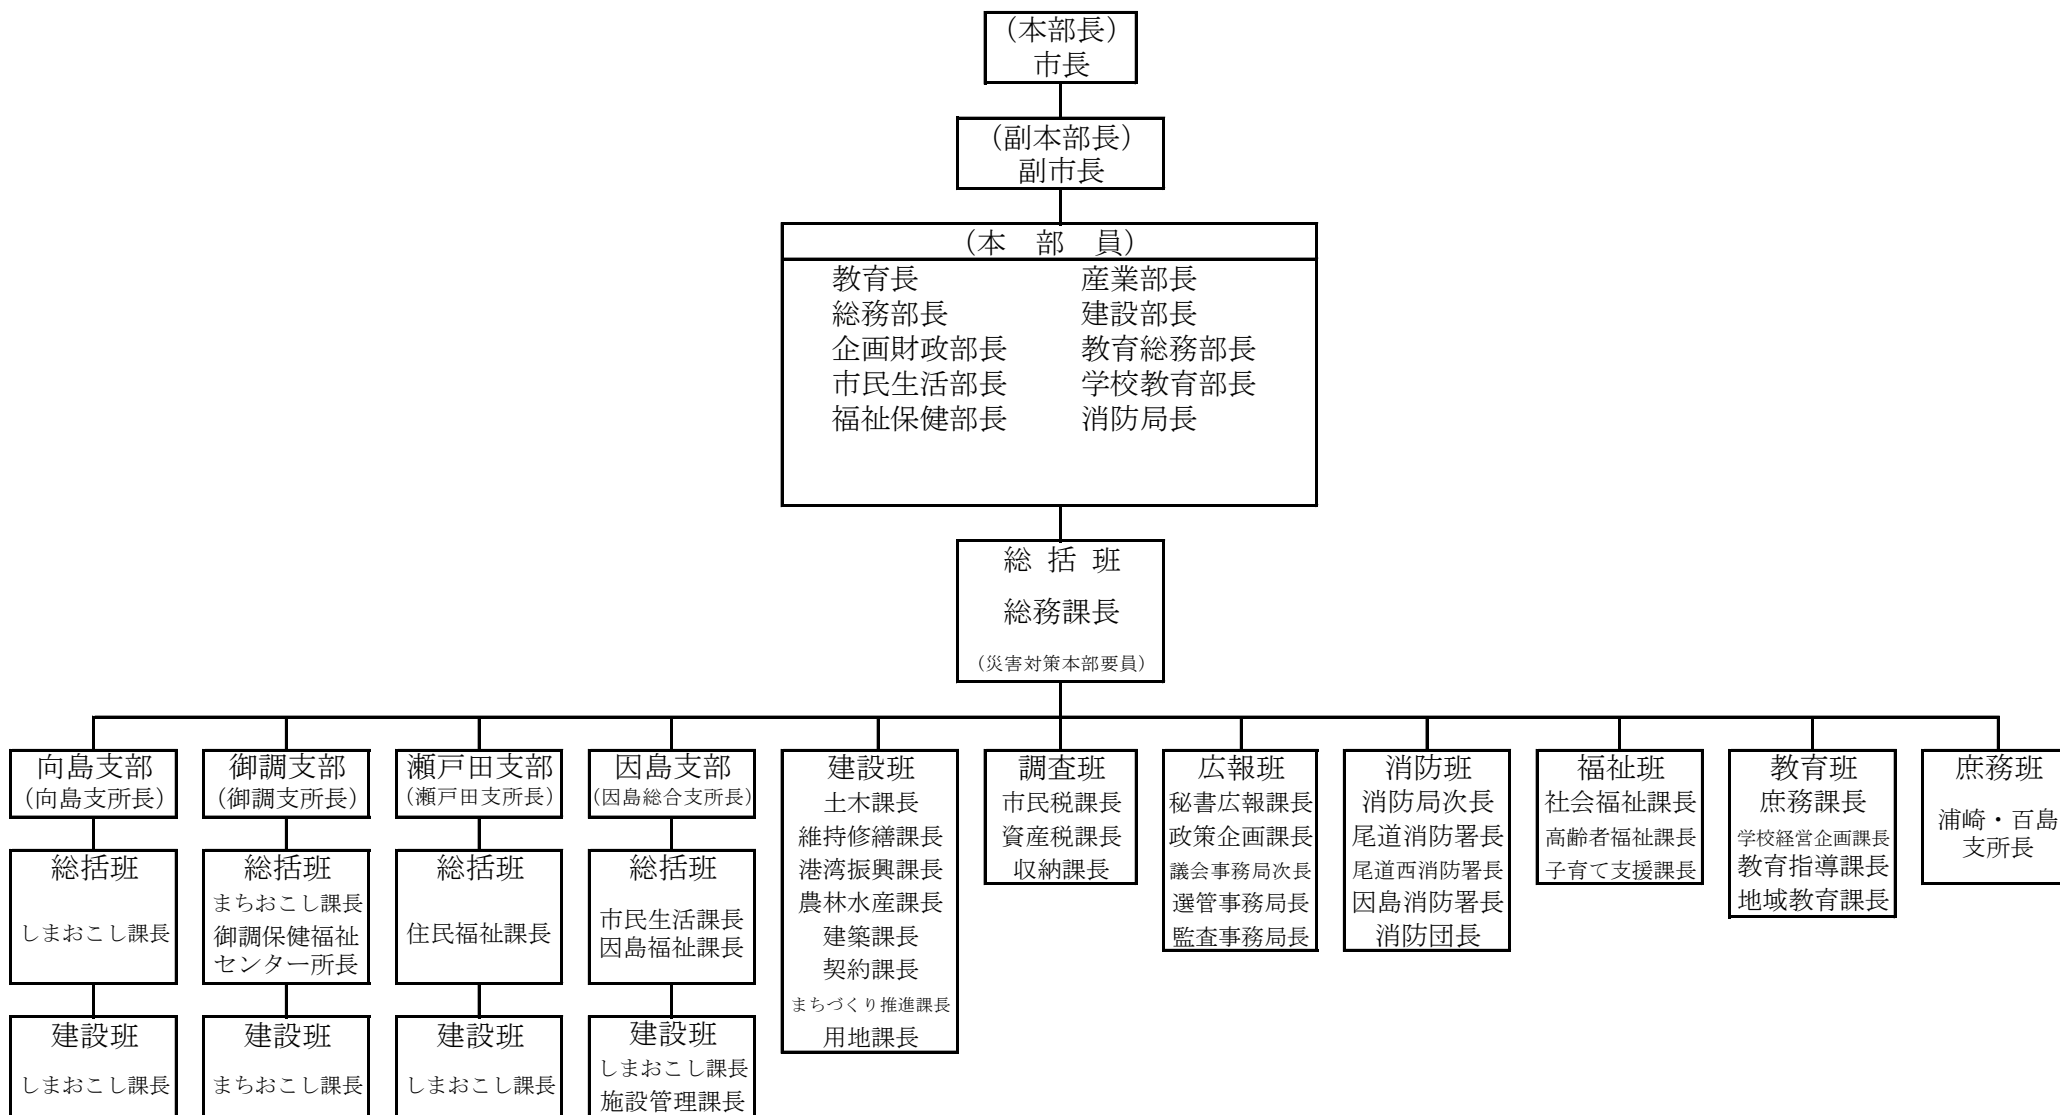 (本部長)
市長
(副本部長)
副市長
(本　部　員)
教育長
総務部長
企画財政部長
市民生活部長
福祉保健部長
産業部長
建設部長
教育総務部長
学校教育部長
消防局長
総 括 班
総務課長
(災害対策本部要員)
向島支部
(向島支所長)
総括班
しまおこし課長
建設班
しまおこし課長
御調支部
(御調支所長)
総括班
まちおこし課長
御調保健福祉
センター所長
建設班
まちおこし課長
瀬戸田支部
(瀬戸田支所長)
総括班
住民福祉課長
建設班
しまおこし課長
因島支部
(因島総合支所長)
総括班
市民生活課長
因島福祉課長
建設班
しまおこし課長
施設管理課長
建設班
土木課長
維持修繕課長
港湾振興課長
農林水産課長
建築課長
契約課長
まちづくり推進課長
用地課長
調査班
市民税課長
資産税課長
収納課長
広報班
秘書広報課長
政策企画課長
議会事務局次長
選管事務局長
監査事務局長
消防班
消防局次長
尾道消防署長
尾道西消防署長
因島消防署長
消防団長
福祉班
社会福祉課長
高齢者福祉課長
子育て支援課長
教育班
庶務課長
学校経営企画課長
教育指導課長
地域教育課長
庶務班
浦崎・百島
支所長